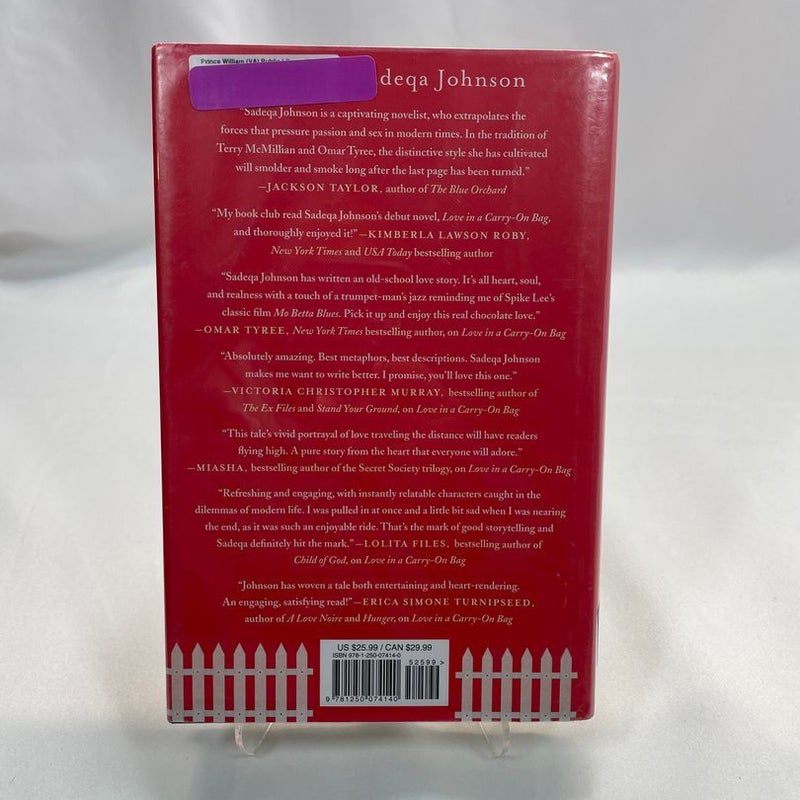 Prince William (VA) Public
deqa Johnson
“Sadeqa Johnson is a captivating novelist, who extrapolates the
forces that pressure passion and sex in modern times. In the tradition of
Terry McMillian and Omar Tyree, the distinctive style she has cultivated
will smolder and smoke long after the last page has been turned.”
—JACKSON TAYLOR, author of The Blue Orchard
“My book club read Sadeqa Johnson’s debut novel, Love in a Carry-On Bag,
and thoroughly enjoyed it!”—KIMBERLA LAWSON ROBY,
New York Times and USA Today bestselling author
“Sadeqa Johnson has written an old-school love story. It’s all heart, soul,
and realness with a touch of a trumpet-man’s jazz reminding me of Spike Lee’s
classic film Mo Betta Blues. Pick it up and enjoy this real chocolate love.”
—OMAR TYREE, New York Times bestselling author, on Love in a Carry-On Bag
“Absolutely amazing. Best metaphors, best descriptions. Sadeqa Johnson
makes me want to write better. I promise, you’ll love this one.”
—VICTORIA CHRISTOPHER MURRAY, bestselling author of
The Ex Files and Stand Your Ground, on Love in a Carry-On Bag
“This tale’s vivid portrayal of love traveling the distance will have readers
flying high. A pure story from the heart that everyone will adore.”
—MIASHA, bestselling author of the Secret Society trilogy, on Love in a Carry-On Bag
“Refreshing and engaging, with instantly relatable characters caught in the
dilemmas of modern life. I was pulled in at once and a little bit sad when I was nearing
the end, as it was such an enjoyable ride. That’s the mark of good storytelling and
Sadeqa definitely hit the mark.”—LOLITA FILES, bestselling author of
Child of God, on Love in a Carry-On Bag
“Johnson has woven a tale both entertaining and heart-rendering.
An engaging, satisfying read!”—ERICA SIMONE TURNIPSEED,
author of A Love Noire and Hunger, on Love in a Carry-On Bag
US $25.99 / CAN $29.99
ISBN 978-1-250-07414-0
52599>
9 781250 074140